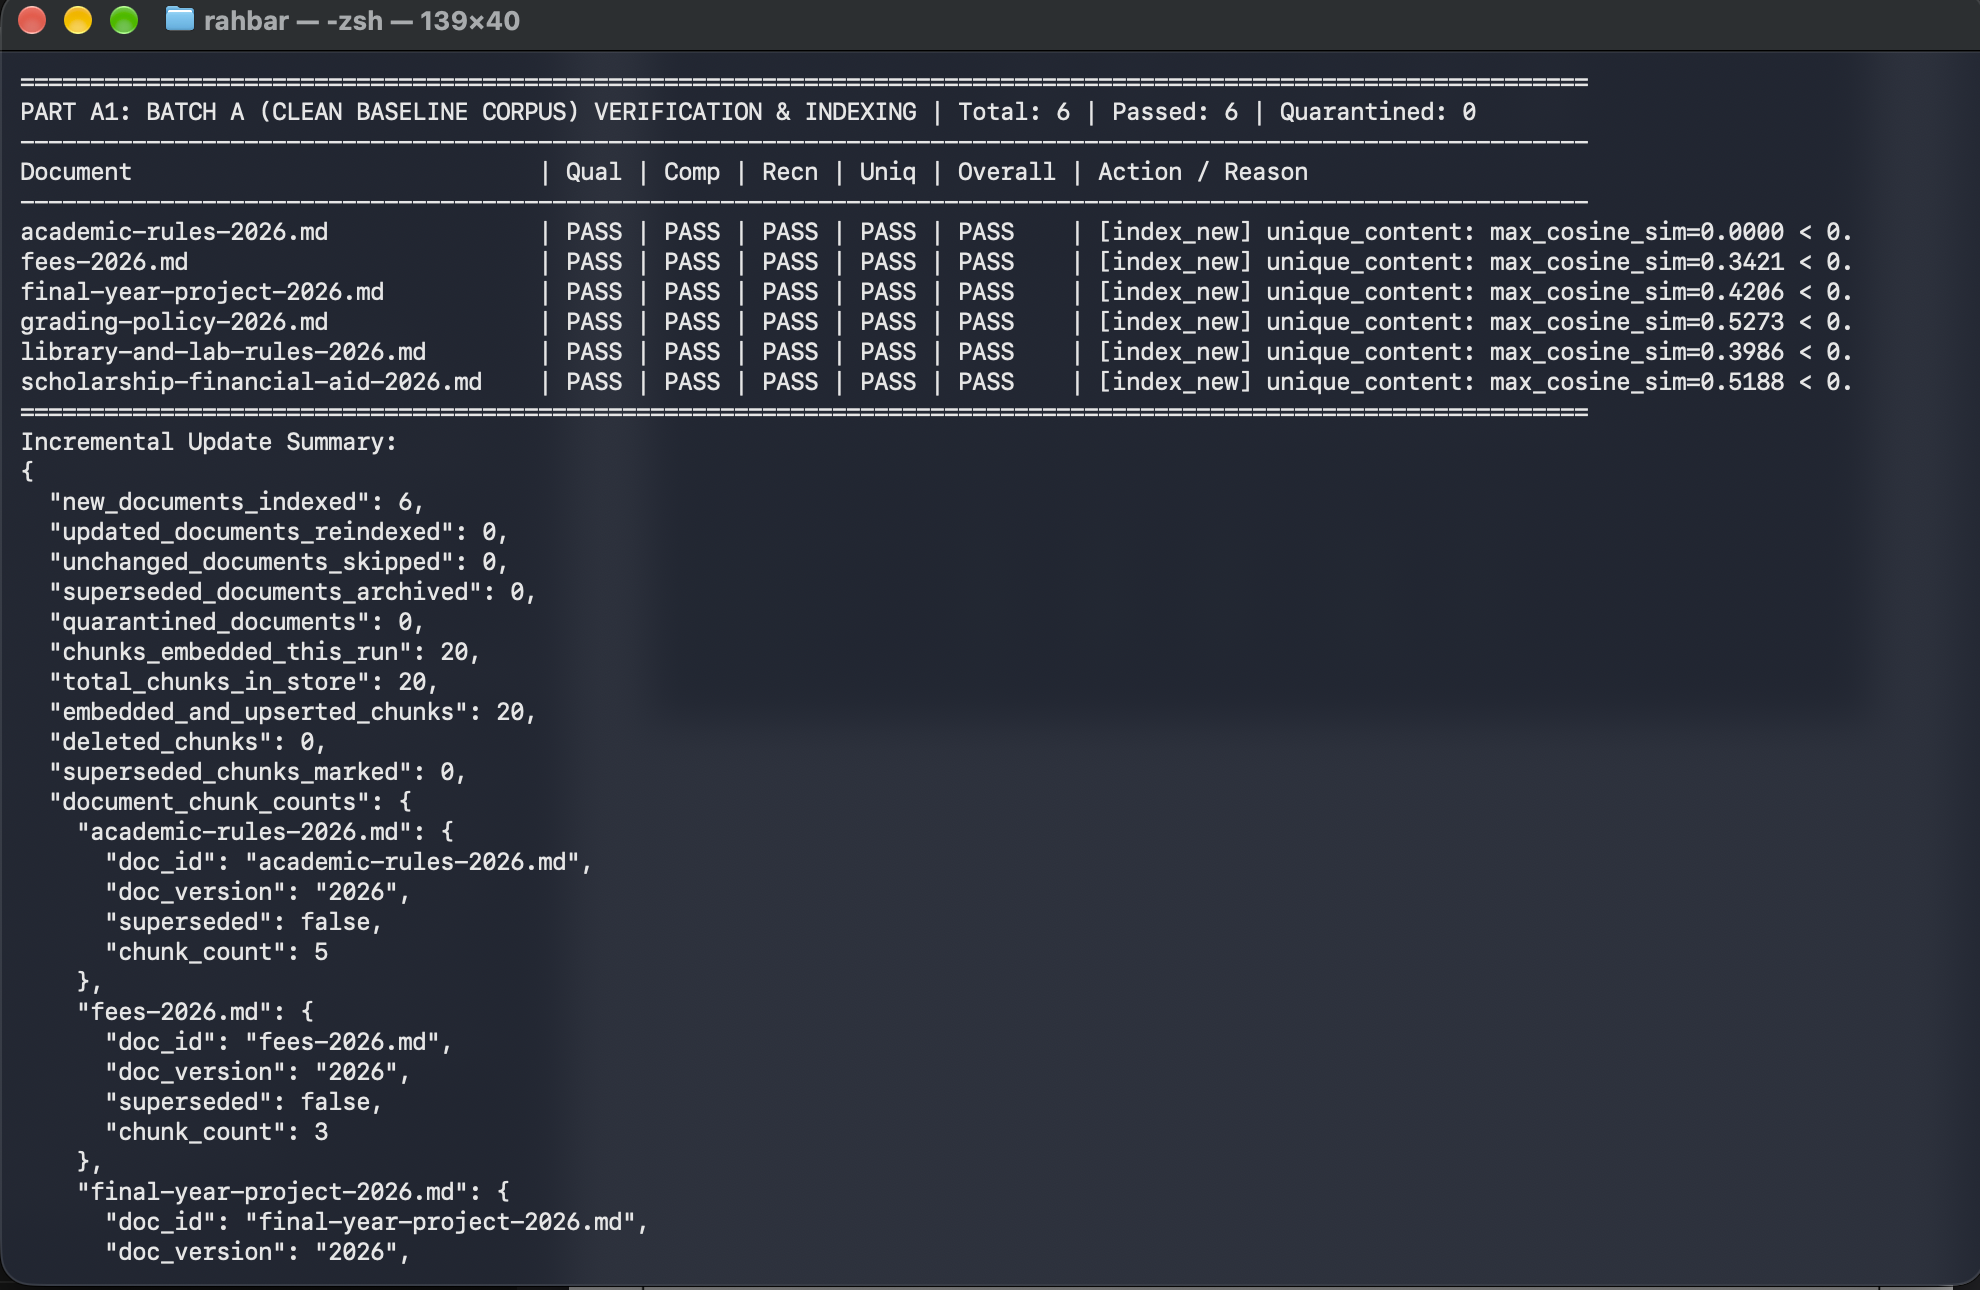 rahbar — -zsh — 139×40
================================================================================================================
PART A1: BATCH A (CLEAN BASELINE CORPUS) VERIFICATION & INDEXING | Total: 6 | Passed: 6 | Quarantined: 0
----------------------------------------------------------------------------------------------------------------
Document                             | Qual | Comp | Recn | Uniq | Overall | Action / Reason
----------------------------------------------------------------------------------------------------------------
academic-rules-2026.md               | PASS | PASS | PASS | PASS | PASS    | [index_new] unique_content: max_cosine_sim=0.0000 < 0.
fees-2026.md                         | PASS | PASS | PASS | PASS | PASS    | [index_new] unique_content: max_cosine_sim=0.3421 < 0.
final-year-project-2026.md           | PASS | PASS | PASS | PASS | PASS    | [index_new] unique_content: max_cosine_sim=0.4206 < 0.
grading-policy-2026.md               | PASS | PASS | PASS | PASS | PASS    | [index_new] unique_content: max_cosine_sim=0.5273 < 0.
library-and-lab-rules-2026.md        | PASS | PASS | PASS | PASS | PASS    | [index_new] unique_content: max_cosine_sim=0.3986 < 0.
scholarship-financial-aid-2026.md    | PASS | PASS | PASS | PASS | PASS    | [index_new] unique_content: max_cosine_sim=0.5188 < 0.
================================================================================================================
Incremental Update Summary:
{
  "new_documents_indexed": 6,
  "updated_documents_reindexed": 0,
  "unchanged_documents_skipped": 0,
  "superseded_documents_archived": 0,
  "quarantined_documents": 0,
  "chunks_embedded_this_run": 20,
  "total_chunks_in_store": 20,
  "embedded_and_upserted_chunks": 20,
  "deleted_chunks": 0,
  "superseded_chunks_marked": 0,
  "document_chunk_counts": {
    "academic-rules-2026.md": {
      "doc_id": "academic-rules-2026.md",
      "doc_version": "2026",
      "superseded": false,
      "chunk_count": 5
    },
    "fees-2026.md": {
      "doc_id": "fees-2026.md",
      "doc_version": "2026",
      "superseded": false,
      "chunk_count": 3
    },
    "final-year-project-2026.md": {
      "doc_id": "final-year-project-2026.md",
      "doc_version": "2026",